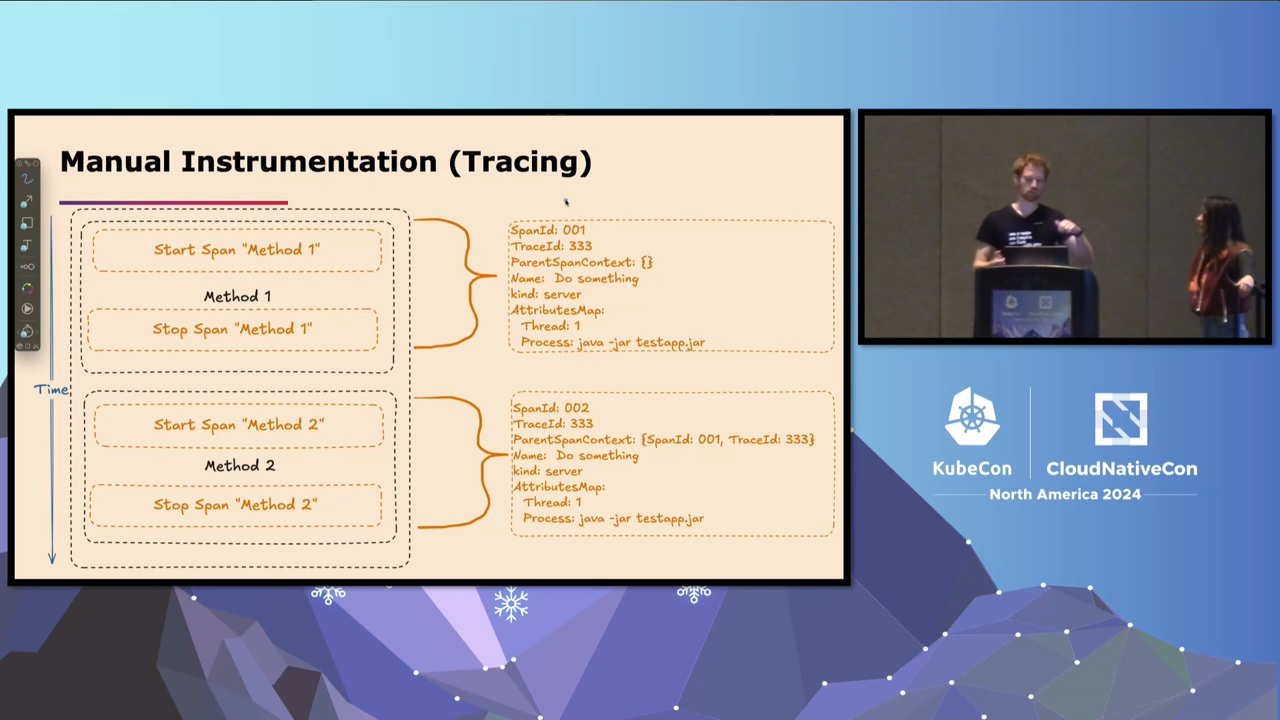 Manual Instrumentation (Tracing)
Start Span "Method 1"
Method 1
Stop Span "Method 1"
Time
Start Span "Method 2"
Method 2
Stop Span "Method 2"
SpanId: 001
TraceId: 333
ParentSpanContext: {}
Name: Do something
kind: server
AttributesMap:
Thread: 1
Process: java -jar testapp.jar
SpanId: 002
TraceId: 333
ParentSpanContext: {SpanId: 001, TraceId: 333}
Name: Do something
kind: server
AttributesMap:
Thread: 1
Process: java -jar testapp.jar
KubeCon
CloudNativeCon
North America 2024